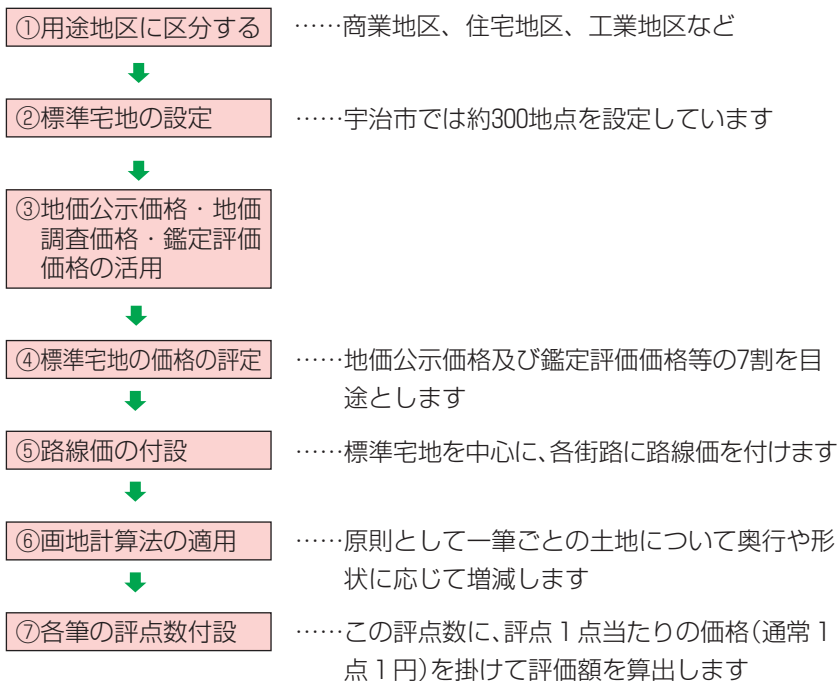 ①用途地区に区分する ……商業地区、住宅地区、工業地区など
②標準宅地の設定 ……宇治市では約300地点を設定しています
③地価公示価格・地価
調査価格・鑑定評価
価格の活用
④標準宅地の価格の評定 ……地価公示価格及び鑑定評価価格等の7割を目
途とします
⑤路線価の付設 ……標準宅地を中心に、各街路に路線価を付けます
⑥画地計算法の適用 ……原則として一筆ごとの土地について奥行や形
状に応じて増減します
⑦各筆の評点数付設 ……この評点数に、評点１点当たりの価格(通常１
点１円)を掛けて評価額を算出します